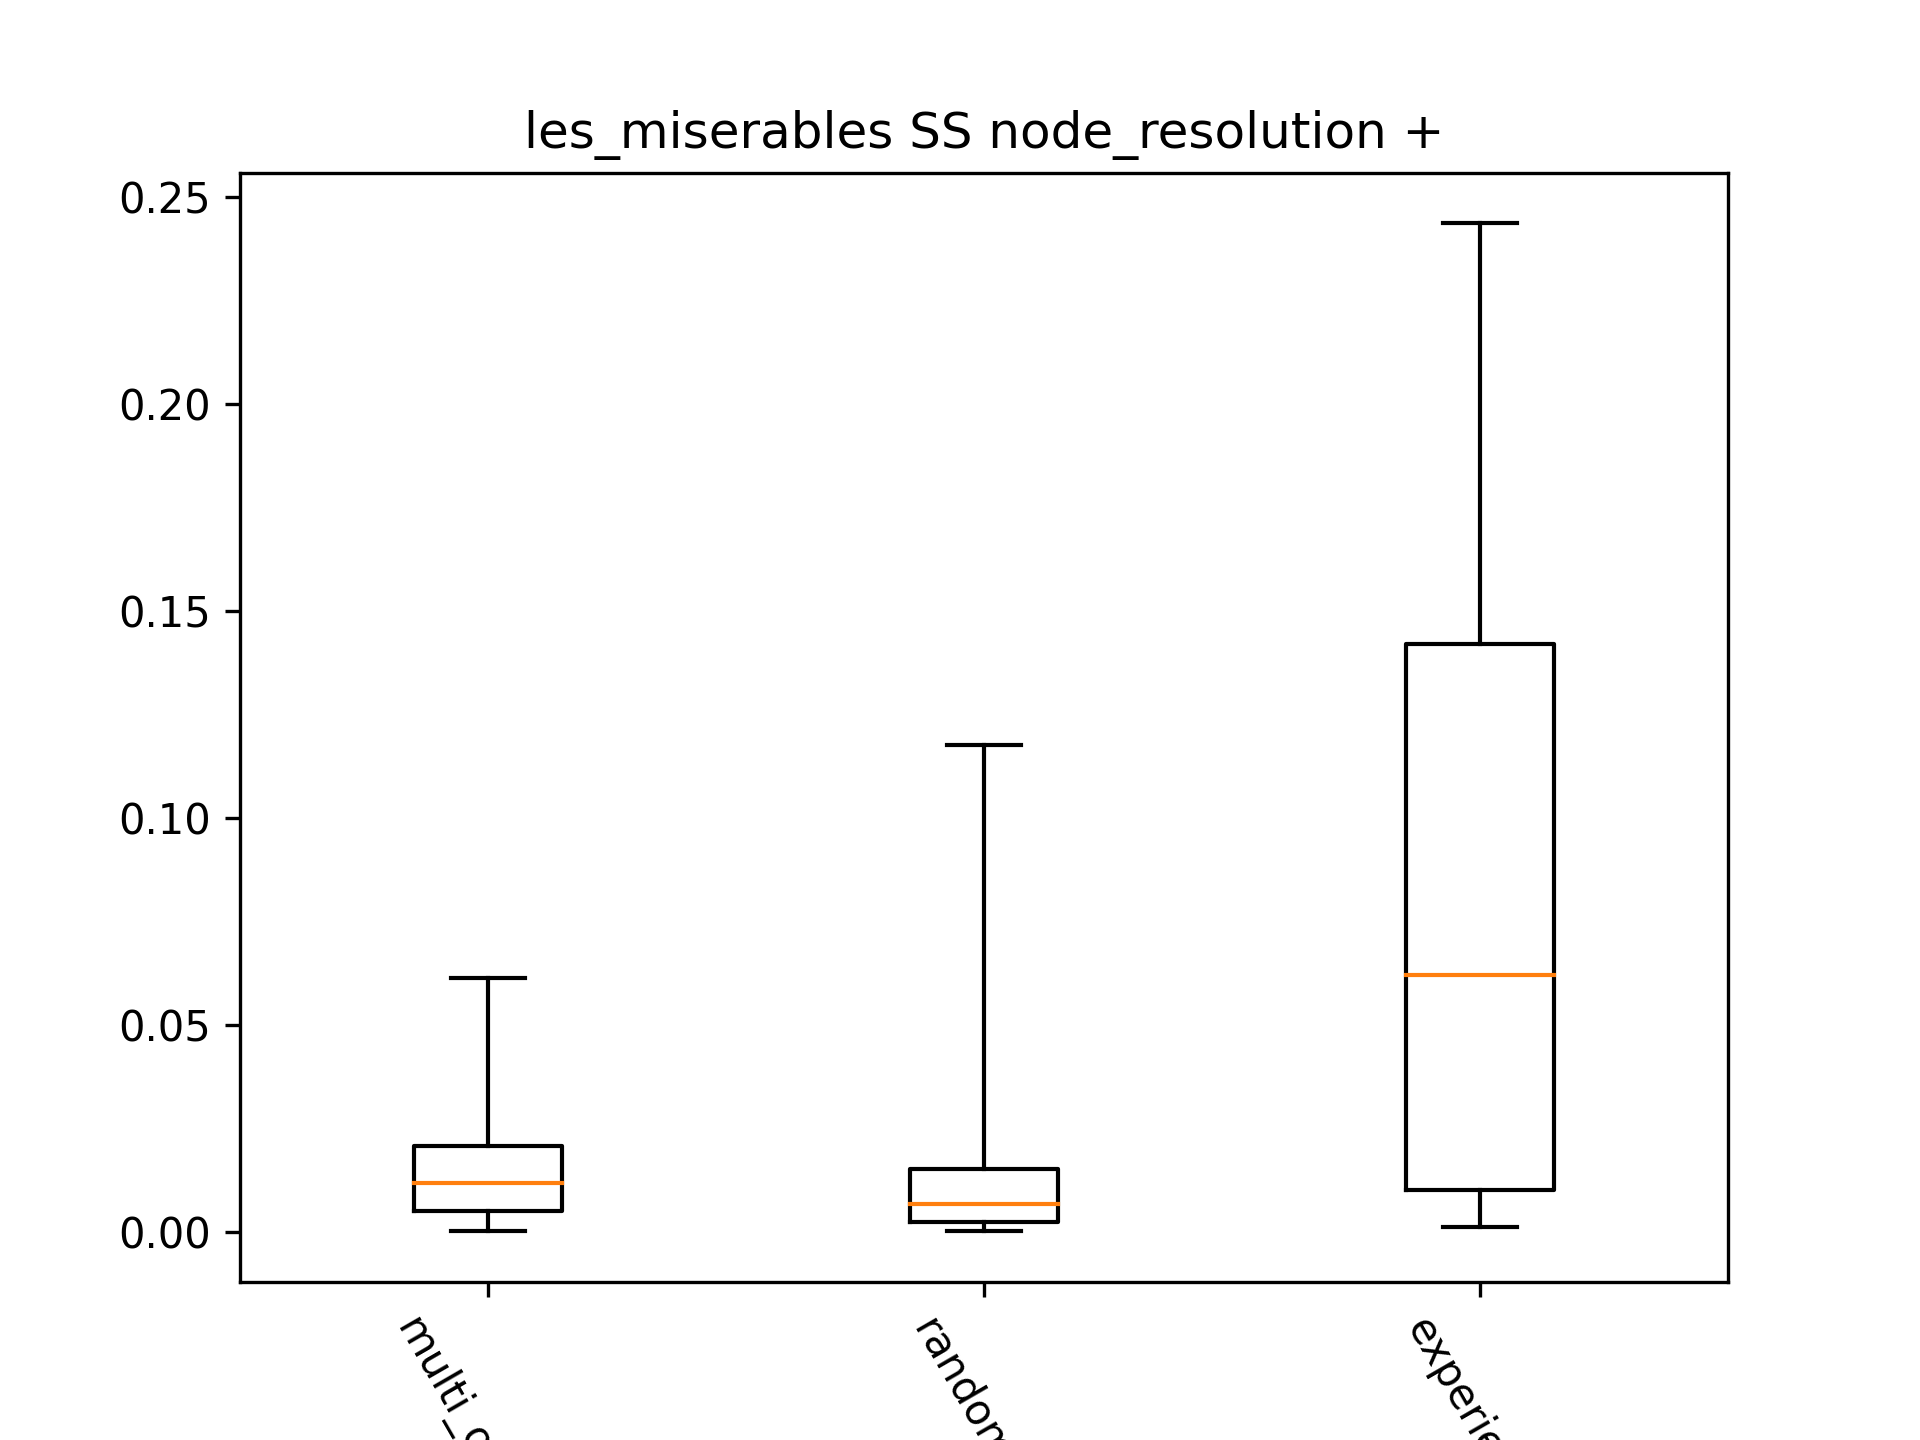 les_miserables SS node_resolution +
0.25
0.20
0.15
0.10
0.05
0.00
multi_
random
experie